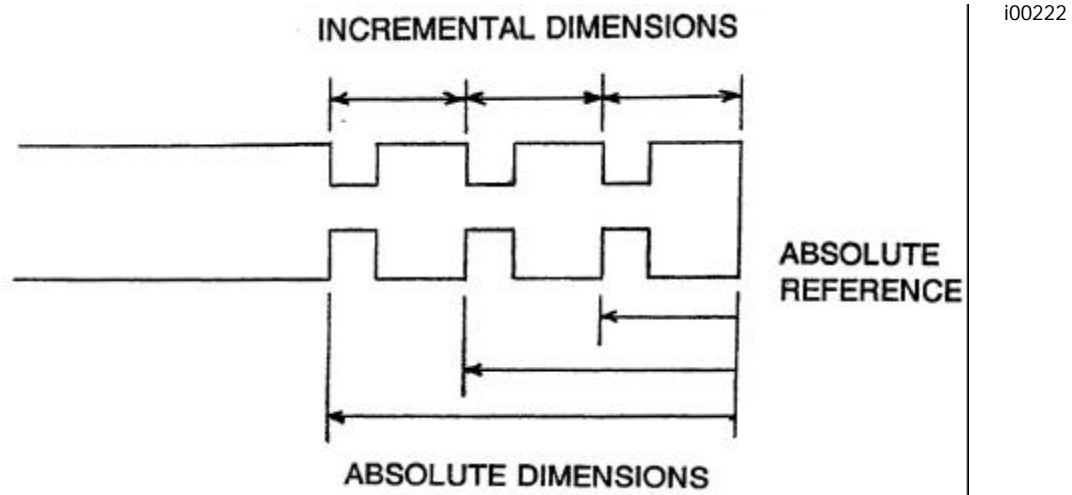 INCREMENTAL DIMENSIONS
i00222
ABSOLUTE
REFERENCE
ABSOLUTE DIMENSIONS